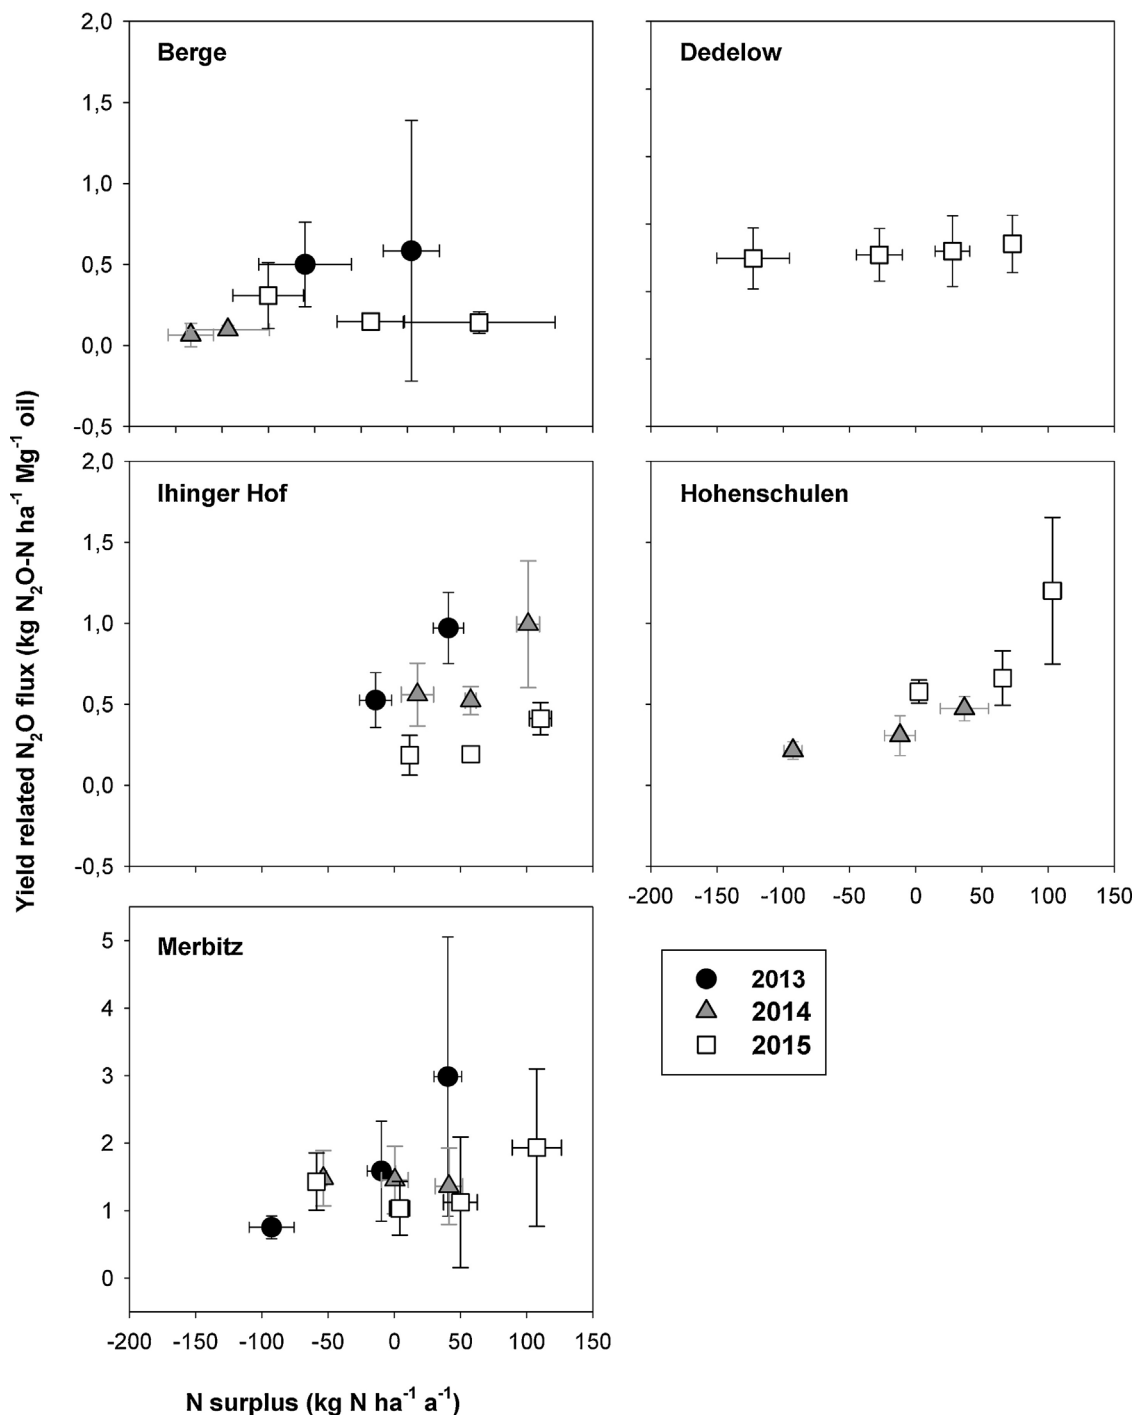 Yield related N₂O flux (kg N₂O-N ha⁻¹ Mg⁻¹ oil)
Berge
2,0
1,5
1,0
0,5
0,0
-0,5
Dedelow
Ihinger Hof
2,0
1,5
1,0
0,5
0,0
-0,5
Hohenschulen
-200 -150 -100 -50 0 50 100 150
Merbitz
5
4
3
2
1
0
-200 -150 -100 -50 0 50 100 150
2013
2014
2015
N surplus (kg N ha⁻¹ a⁻¹)